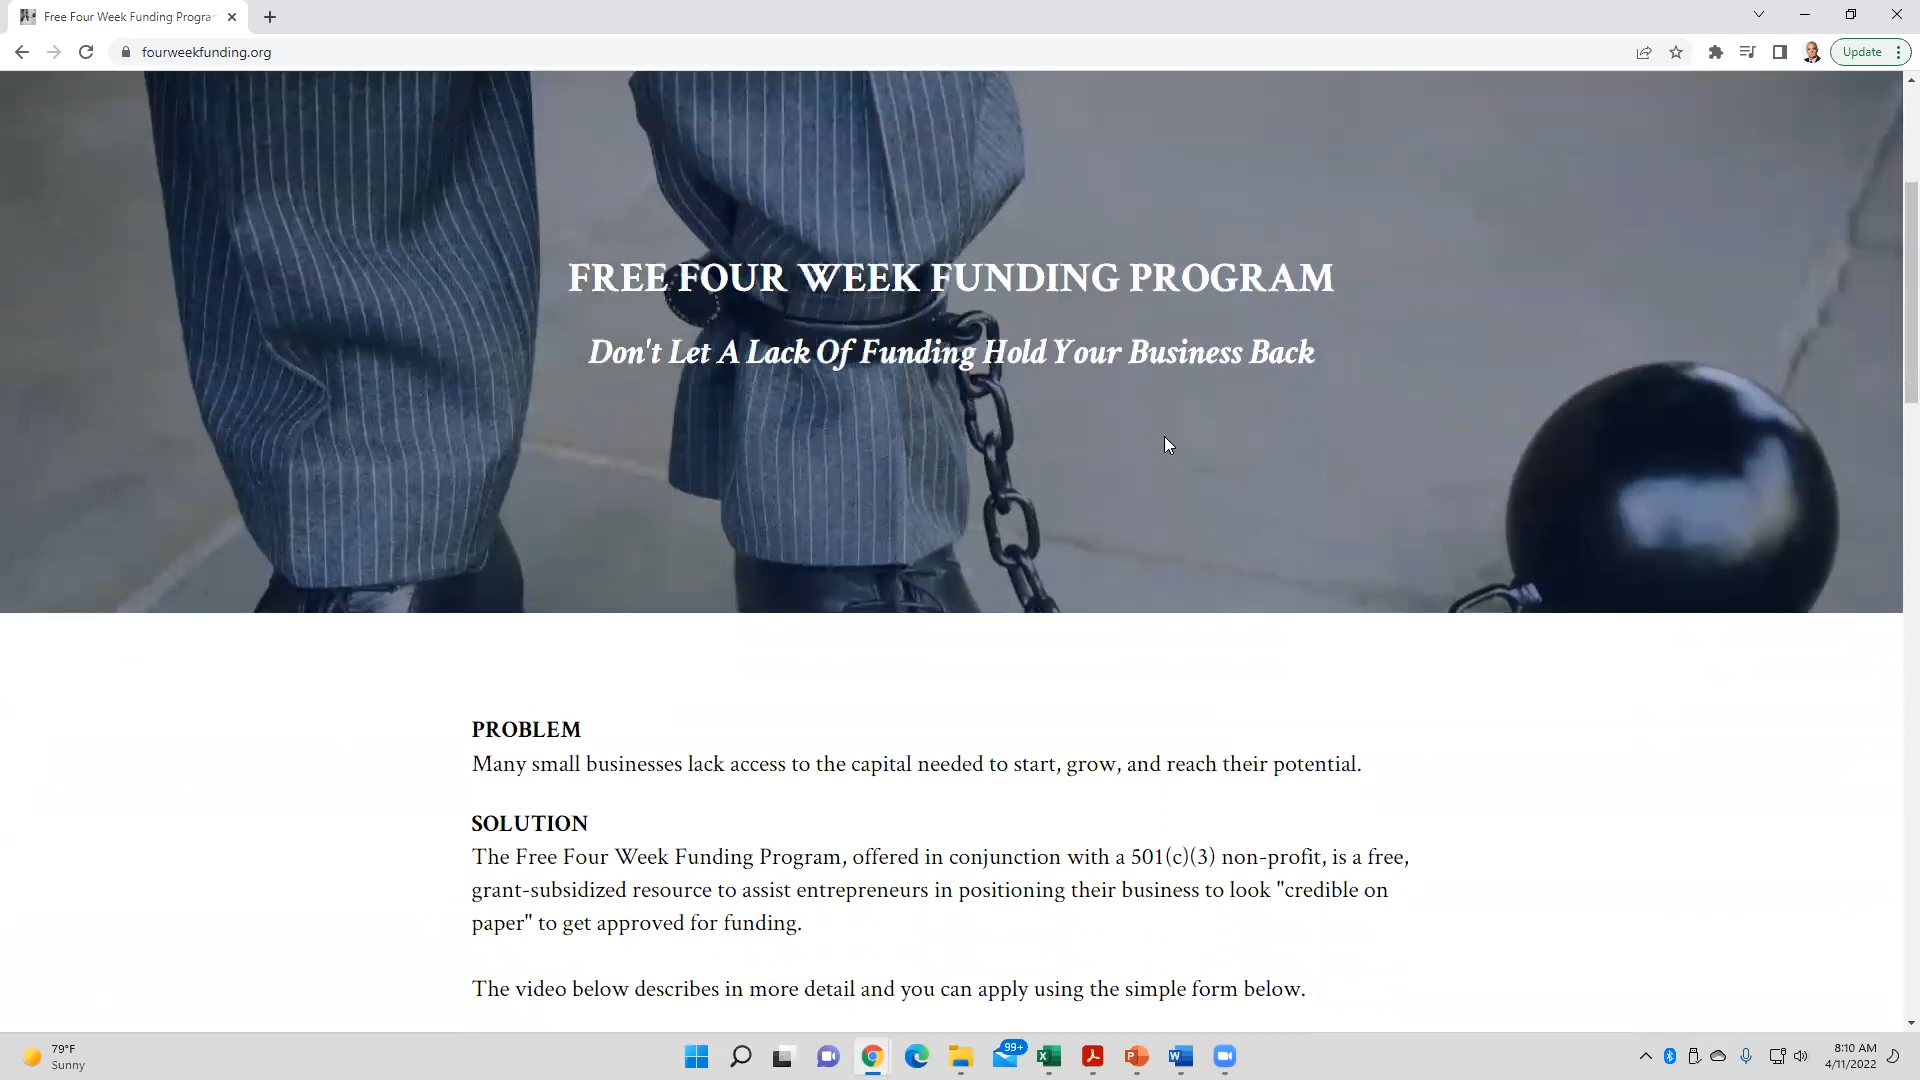 Free Four Week Funding Progra
fourweekfunding.org
Update
FREE FOUR WEEK FUNDING PROGRAM
Don't Let A Lack Of Funding Hold Your Business Back
PROBLEM
Many small businesses lack access to the capital needed to start, grow, and reach their potential.
SOLUTION
The Free Four Week Funding Program, offered in conjunction with a 501(c)(3) non-profit, is a free,
grant-subsidized resource to assist entrepreneurs in positioning their business to look "credible on
paper" to get approved for funding.
The video below describes in more detail and you can apply using the simple form below.
79°F
Sunny
99+
8:10 AM
4/11/2022